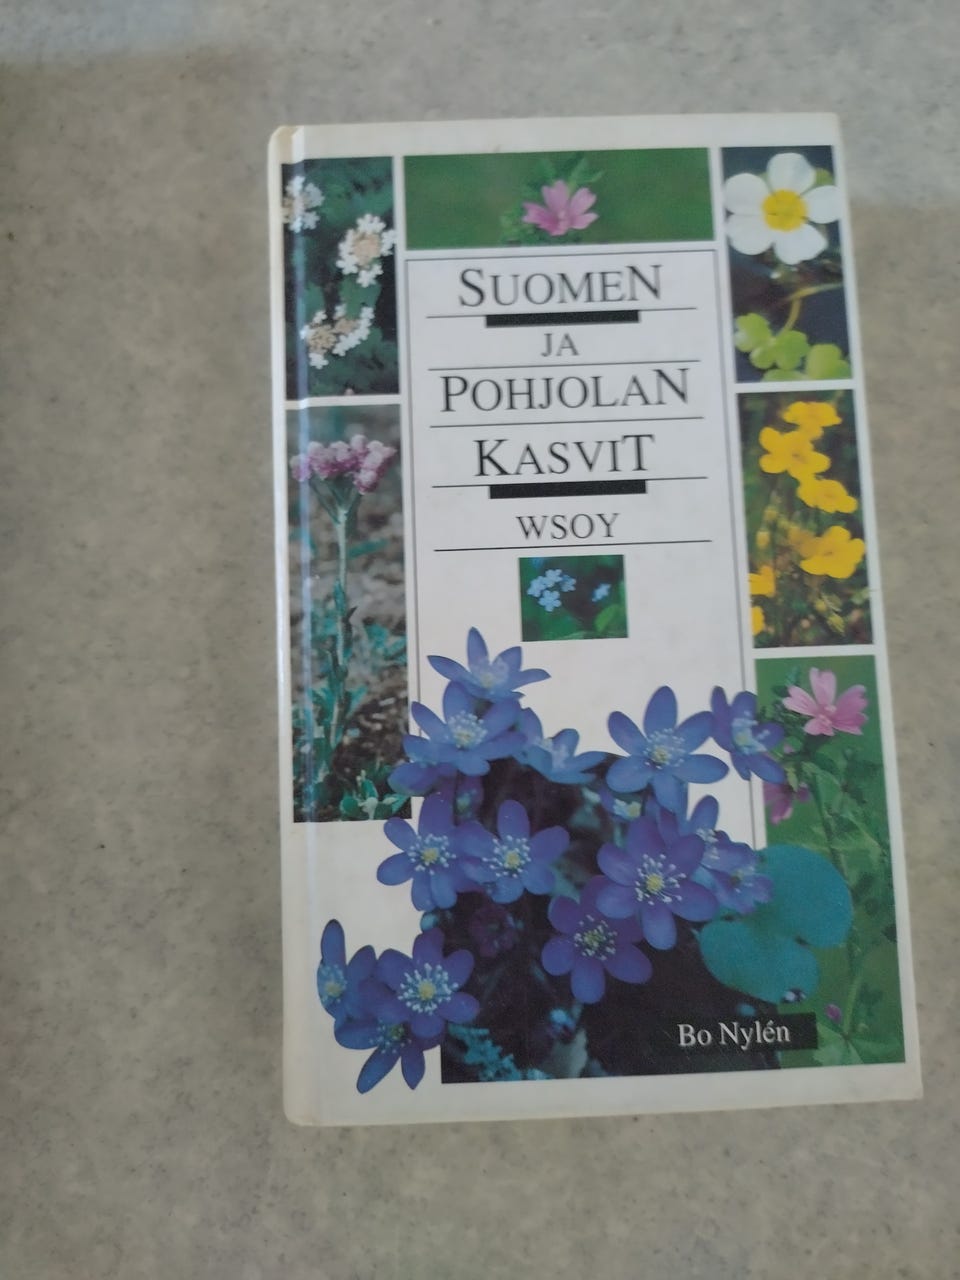 SUOMEN
JA
POHJOLAN
KASVIT
WSOY
Bo Nylén